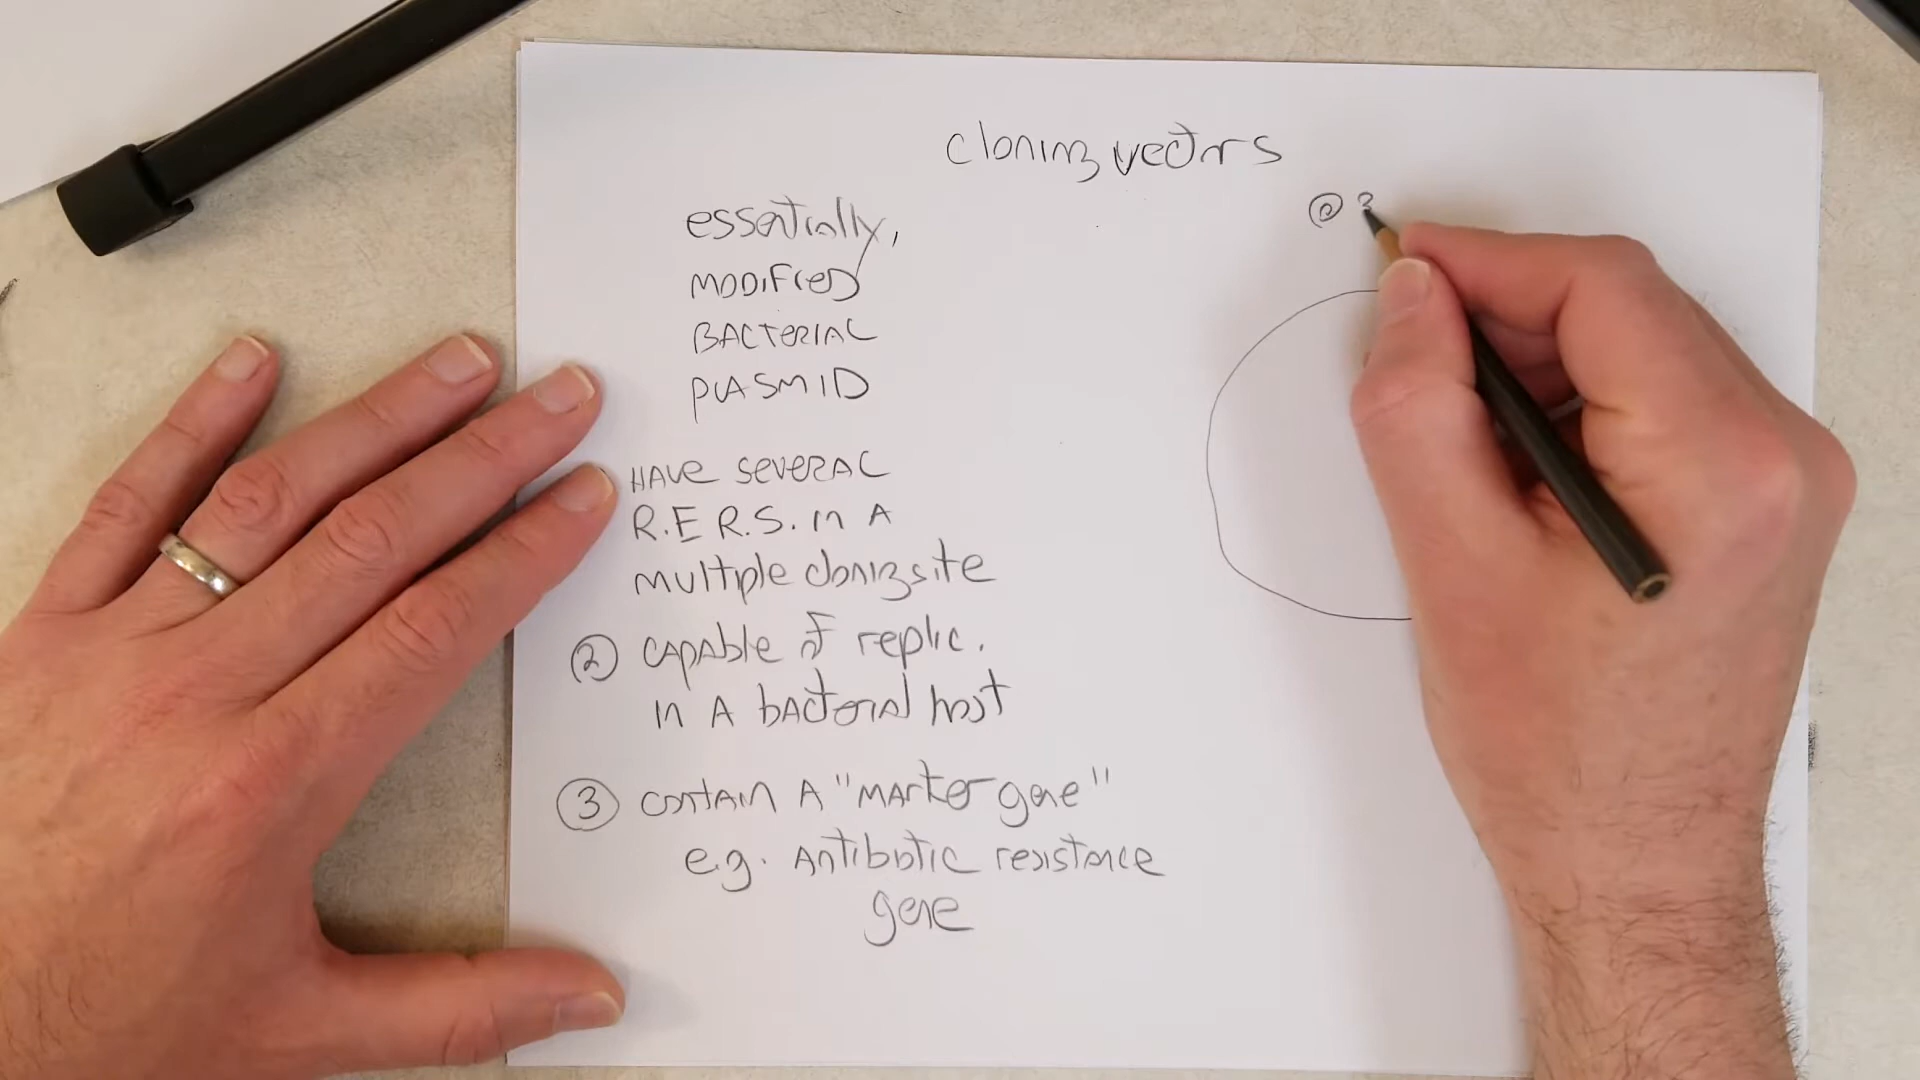 cloning vectors
essentially,
MODIFIED
BACTERIAL
PLASMID
HAVE SEVERAL
R.E R.S. in A
multiple cloning site
② capable of replic.
in A bacterial host
③ contain A "marker gene"
e.g. Antibiotic resistance
gene